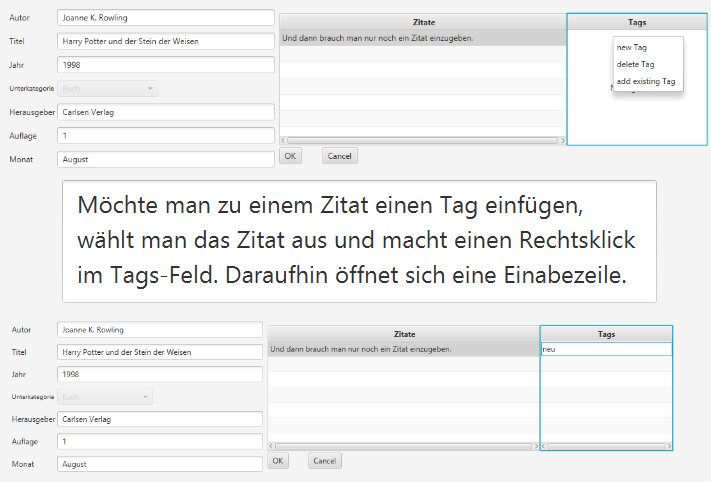 Autor Joanne K. Rowling
Titel Harry Potter und der Stein der Weisen
Jahr 1998
Unterkategorie Buch
Herausgeber Carlsen Verlag
Auflage 1
Monat August
Zitate
Und dann brauch man nur noch ein Zitat einzugeben.
OK Cancel
Tags
new Tag
delete Tag
add existing Tag
Möchte man zu einem Zitat einen Tag einfügen,
wählt man das Zitat aus und macht einen Rechtsklick
im Tags-Feld. Daraufhin öffnet sich eine Einabezeile.
Autor Joanne K. Rowling
Titel Harry Potter und der Stein der Weisen
Jahr 1998
Unterkategorie Buch
Herausgeber Carlsen Verlag
Auflage 1
Monat August
Zitate
Und dann brauch man nur noch ein Zitat einzugeben.
OK Cancel
Tags
neu